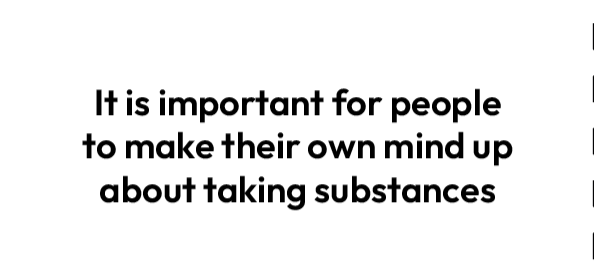 It is important for people
to make their own mind up
about taking substances